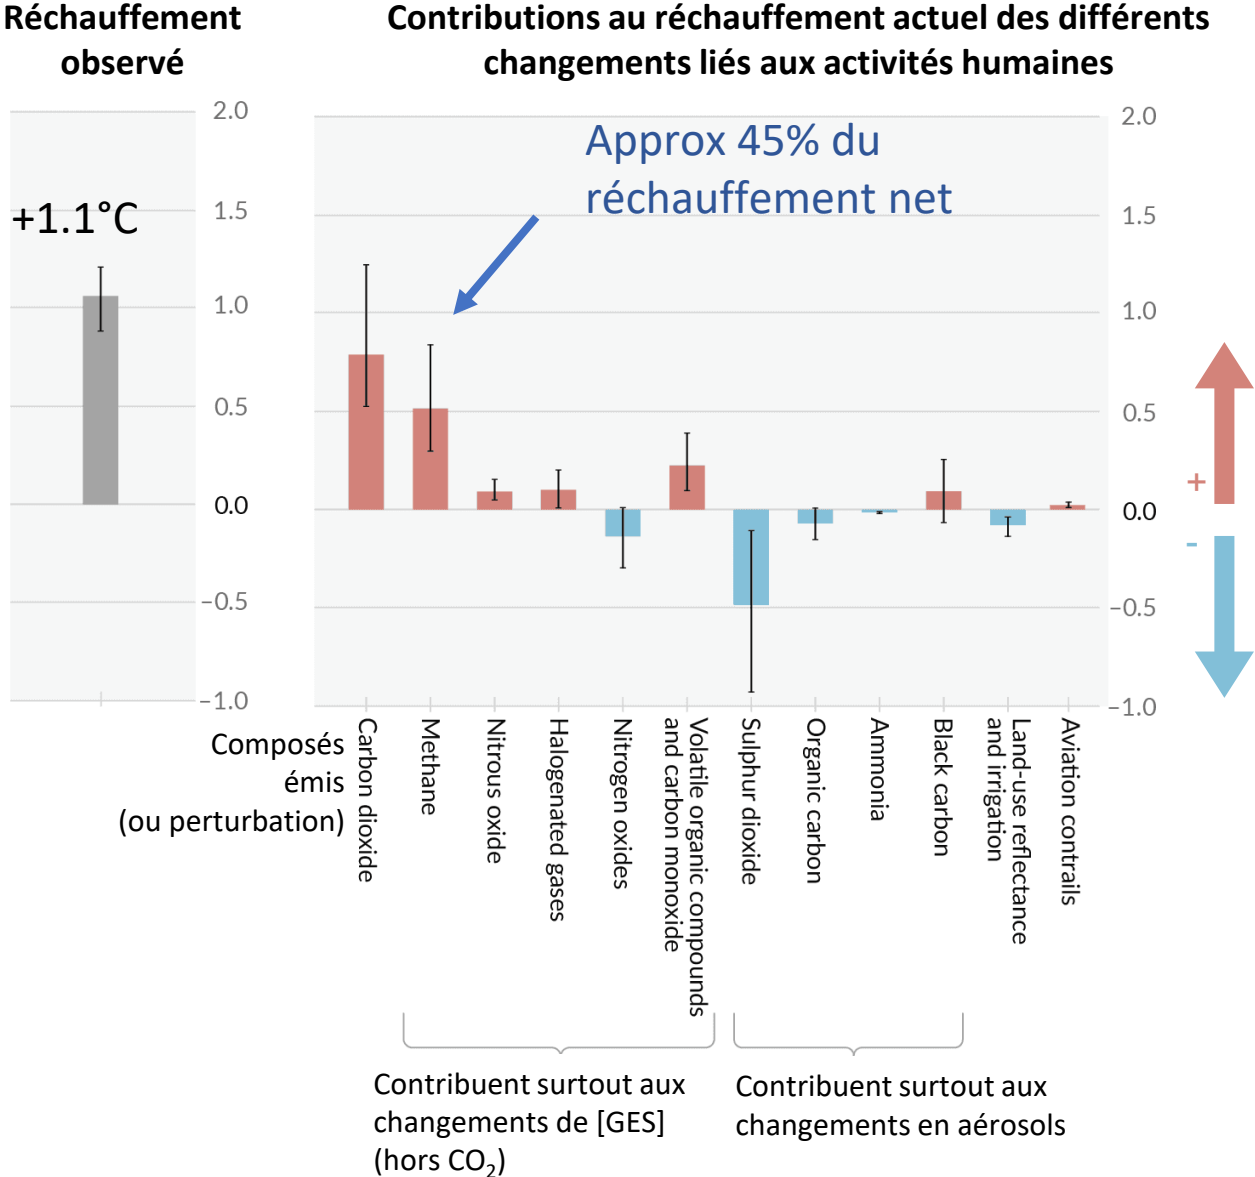 Réchauffement
observé
Contributions au réchauffement actuel des différents
changements liés aux activités humaines
2.0
1.5
1.0
0.5
0.0
−0.5
−1.0
+1.1°C
Approx 45% du
réchauffement net
2.0
1.5
1.0
0.5
0.0
−0.5
−1.0
+
-
Composés
émis
(ou perturbation)
Carbon dioxide
Methane
Nitrous oxide
Halogenated gases
Nitrogen oxides
Volatile organic compounds
and carbon monoxide
Sulphur dioxide
Organic carbon
Ammonia
Black carbon
Land-use reflectance
and irrigation
Aviation contrails
Contribuent surtout aux
changements de [GES]
(hors CO₂)
Contribuent surtout aux
changements en aérosols